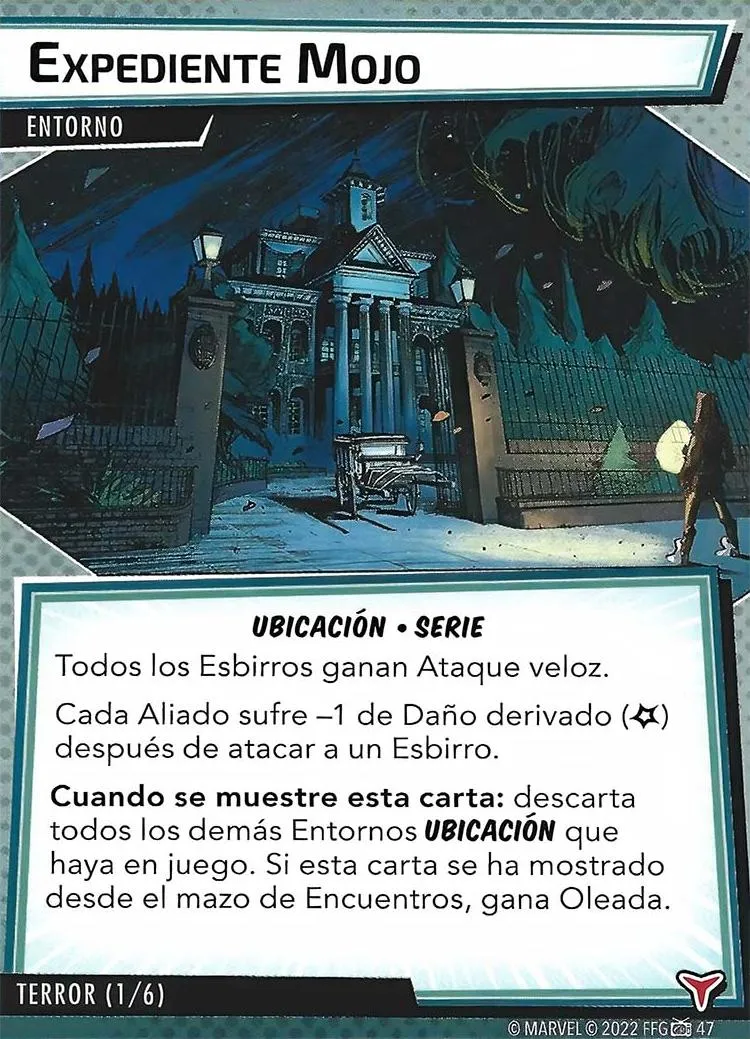 Expediente Mojo
ENTORNO
UBICACIÓN • SERIE
Todos los Esbirros ganan Ataque veloz.
Cada Aliado sufre –1 de Daño derivado ()
después de atacar a un Esbirro.
Cuando se muestre esta carta: descarta
todos los demás Entornos UBICACIÓN que
haya en juego. Si esta carta se ha mostrado
desde el mazo de Encuentros, gana Oleada.
TERROR (1/6)
© MARVEL © 2022 FFG 47